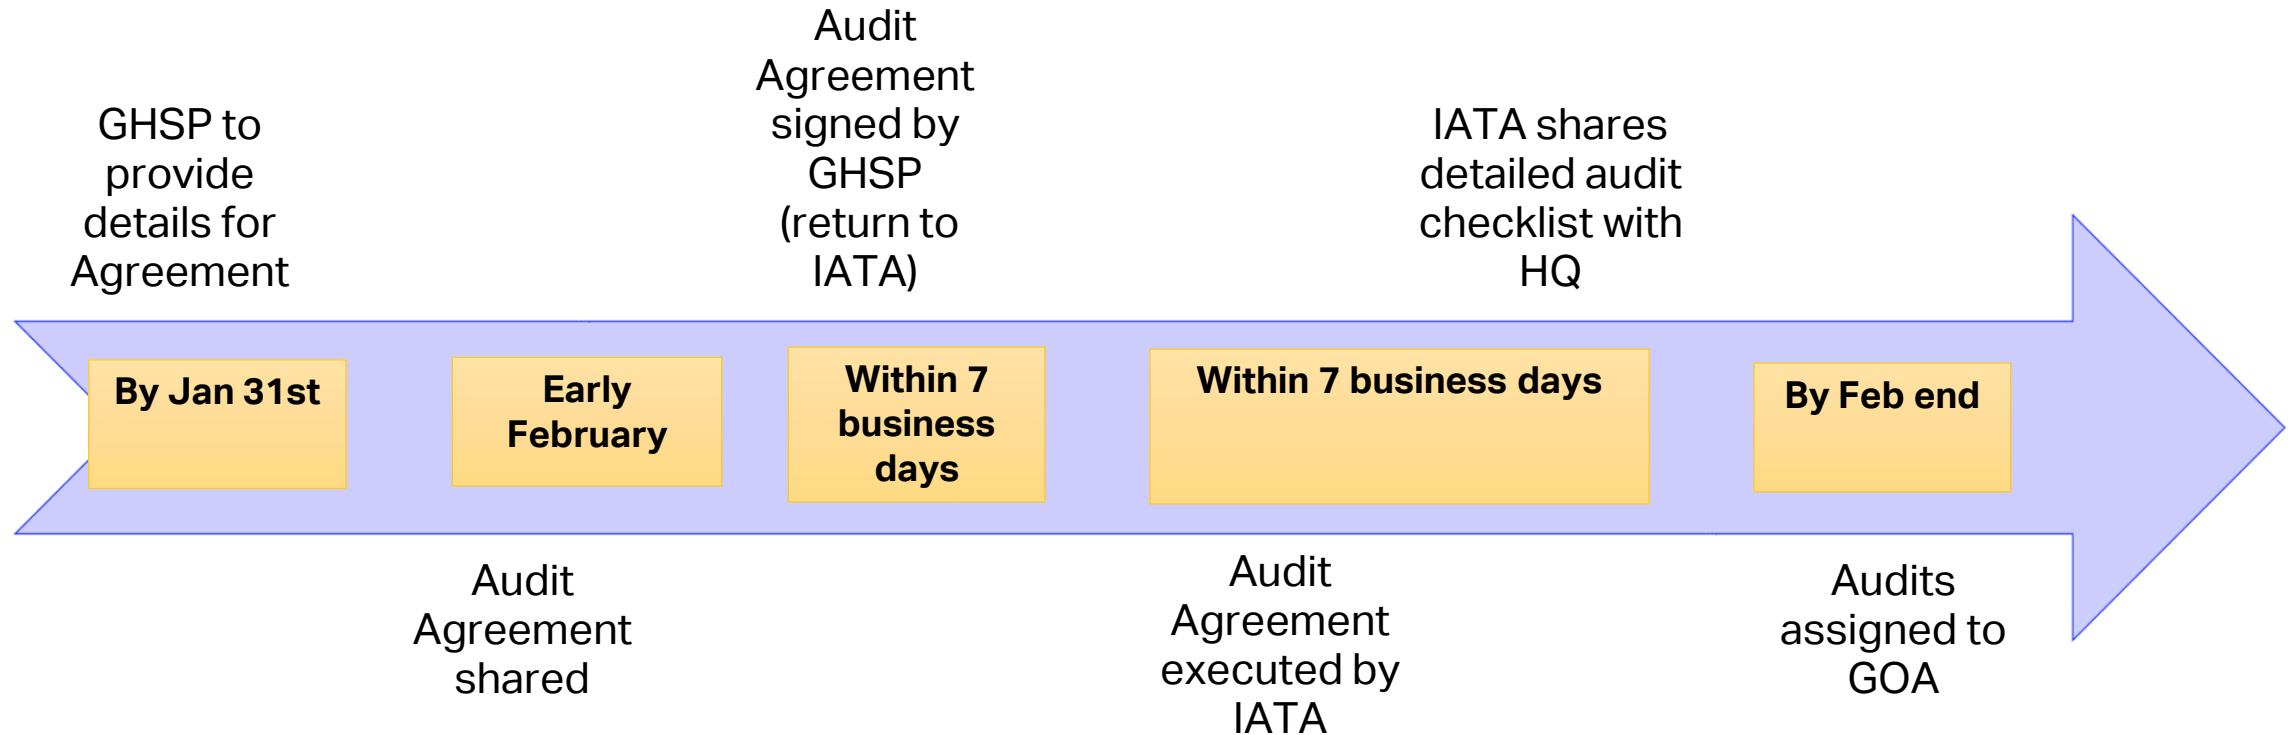 GHSP to
provide
details for
Agreement
Audit
Agreement
signed by
GHSP
(return to
IATA)
IATA shares
detailed audit
checklist with
HQ
By Jan 31st
Early
February
Within 7
business
days
Within 7 business days
By Feb end
Audit
Agreement
shared
Audit
Agreement
executed by
IATA
Audits
assigned to
GOA